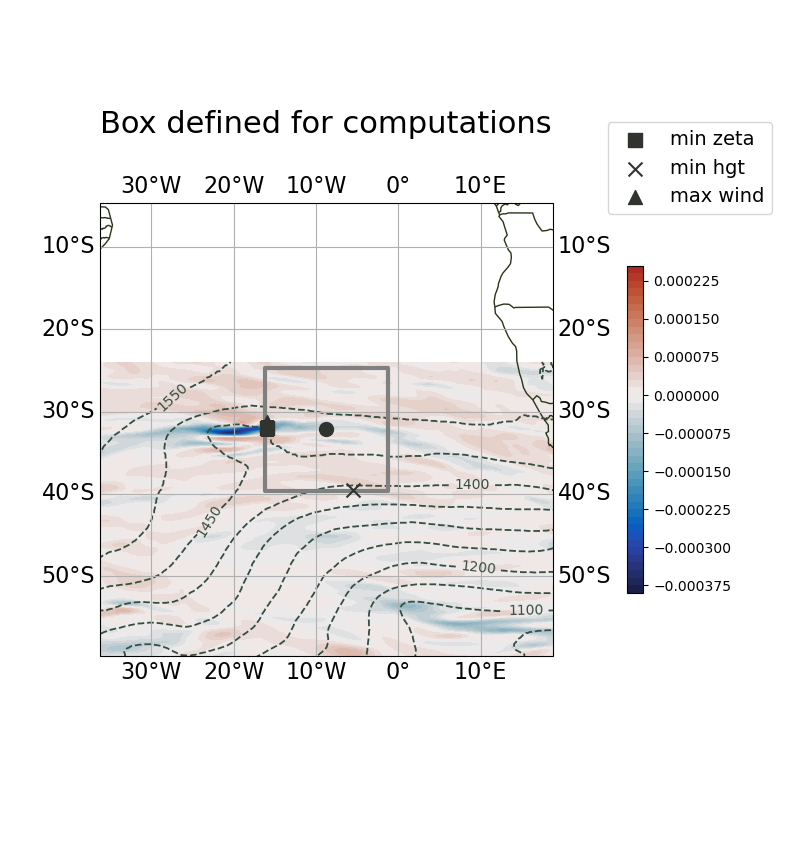 Box defined for computations
min zeta
min hgt
max wind
30°W 20°W 10°W 0° 10°E
10°S 10°S
20°S 20°S
30°S 30°S
40°S 40°S
50°S 50°S
1550
1450
1400
1200
1100
30°W 20°W 10°W 0° 10°E
0.000225
0.000150
0.000075
0.000000
−0.000075
−0.000150
−0.000225
−0.000300
−0.000375